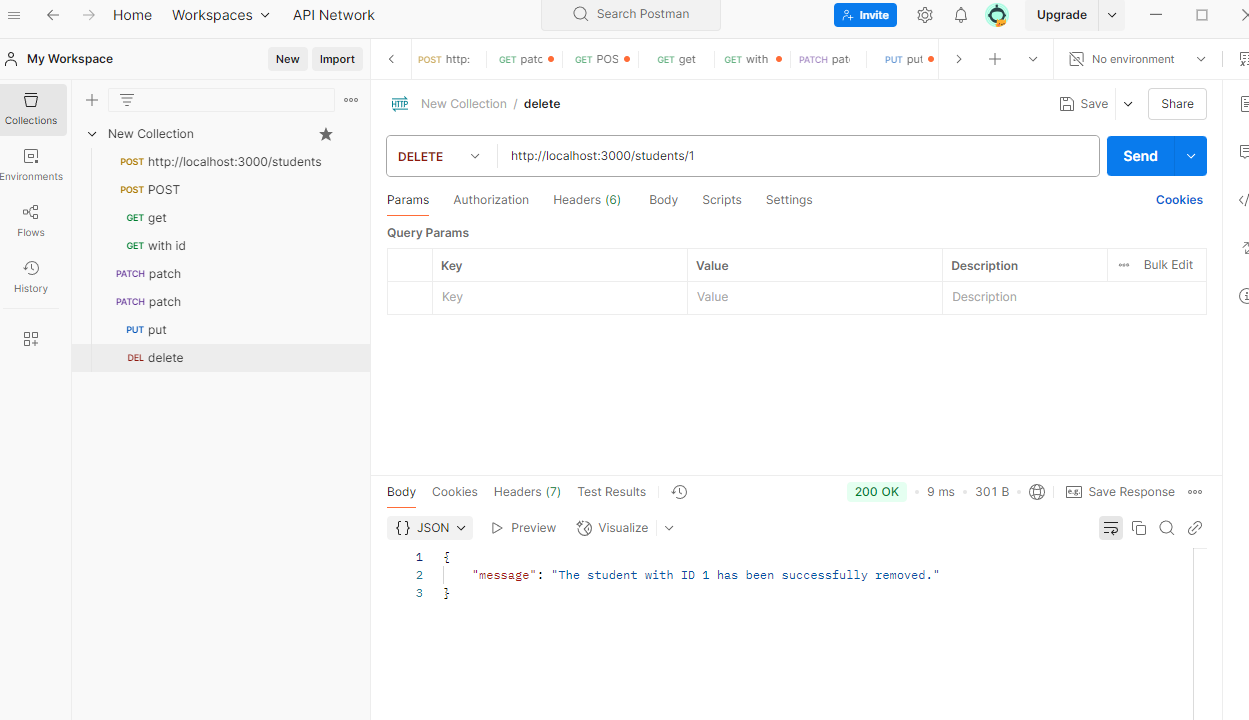 Home Workspaces API Network Search Postman Invite Upgrade
My Workspace New Import POST http: GET patc GET POS GET get GET with PATCH pat PUT put No environment
Collections
New Collection / delete Save Share
New Collection
DELETE http://localhost:3000/students/1 Send
POST http://localhost:3000/students
Environments
POST POST
Params Authorization Headers (6) Body Scripts Settings Cookies
GET get
Flows
Query Params
GET with id
Key Value Description Bulk Edit
PATCH patch
History
Key Value Description
PATCH patch
PUT put
DEL delete
Body Cookies Headers (7) Test Results 200 OK 9 ms 301 B e.g. Save Response
{} JSON Preview Visualize
1 {
2 "message": "The student with ID 1 has been successfully removed."
3 }